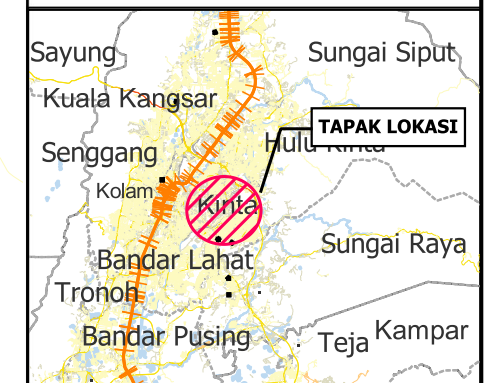 Sayung
Sungai Siput
Kuala Kangsar
TAPAK LOKASI
Hulu Kinta
Senggang
Kolam
Kinta
Sungai Raya
Bandar Lahat
Tronoh
Bandar Pusing
Teja
Kampar